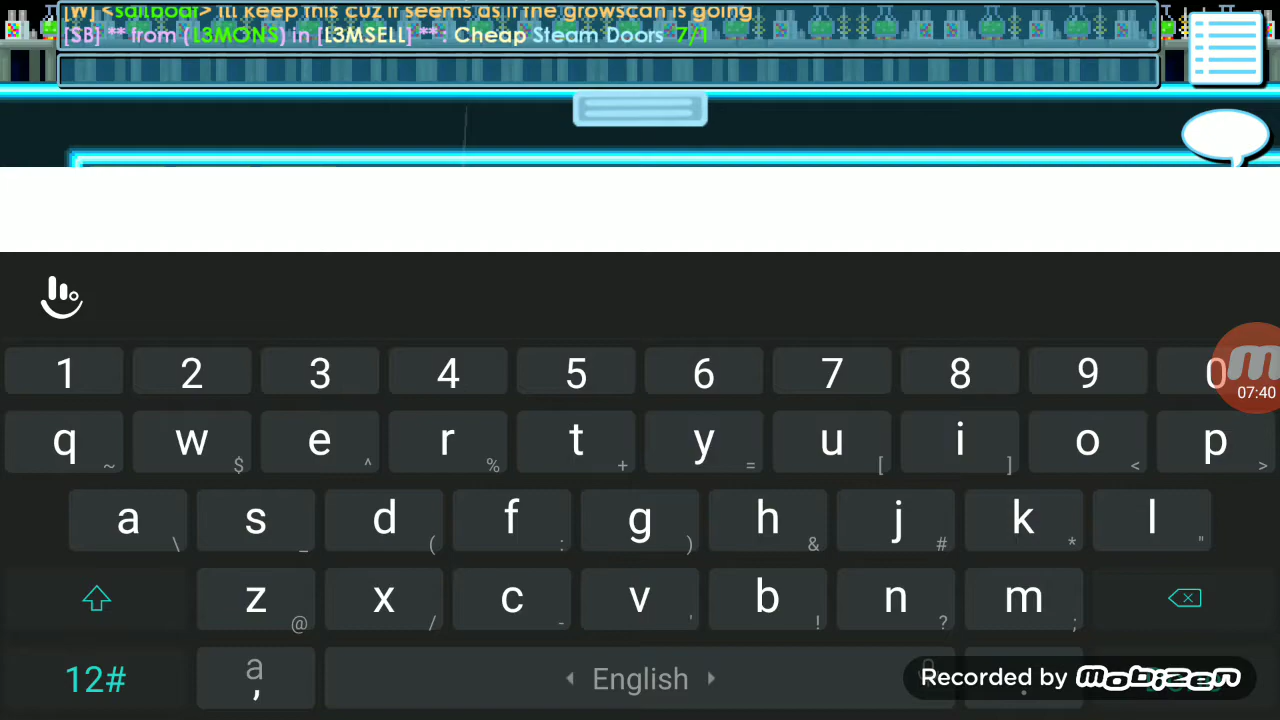 [W] <sailboat> ill keep this cuz it seems as if the growscan is going
[SB] ** from (L3MONS) in [L3MSELL] ** : Cheap Steam Doors 7/1
1 2 3 4 5 6 7 8 9 0
07:40
q w e r t y u i o p
~ $ ^ % + = [ ] < >
a s d f g h j k l
\ _ ( : ) & # * "
z x c v b n m
@ / - ' ! ? ;
12# a , English .
Recorded by mobizen